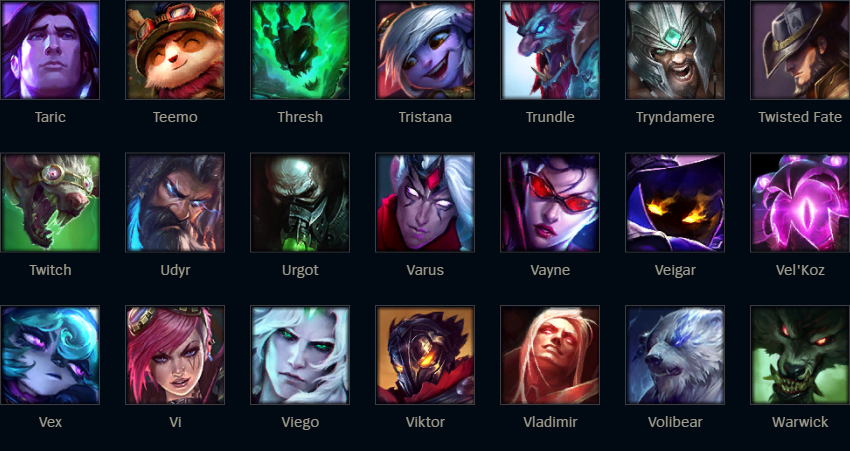 Taric Teemo Thresh Tristana Trundle Tryndamere Twisted Fate
Twitch Udyr Urgot Varus Vayne Veigar Vel'Koz
Vex Vi Viego Viktor Vladimir Volibear Warwick